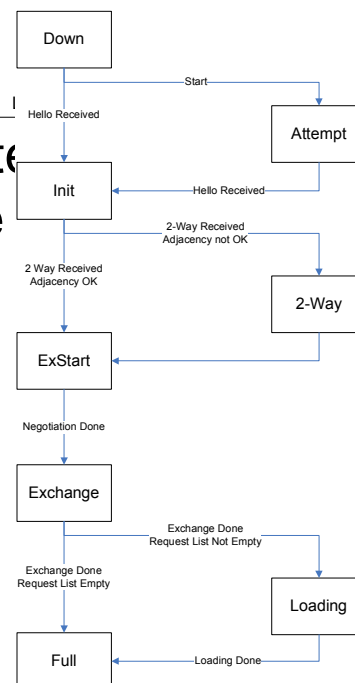 Down
Start
Hello Received
Attempt
Init
Hello Received
2-Way Received
Adjacency not OK
2 Way Received
Adjacency OK
2-Way
ExStart
Negotiation Done
Exchange
Exchange Done
Request List Not Empty
Exchange Done
Request List Empty
Loading
Full
Loading Done